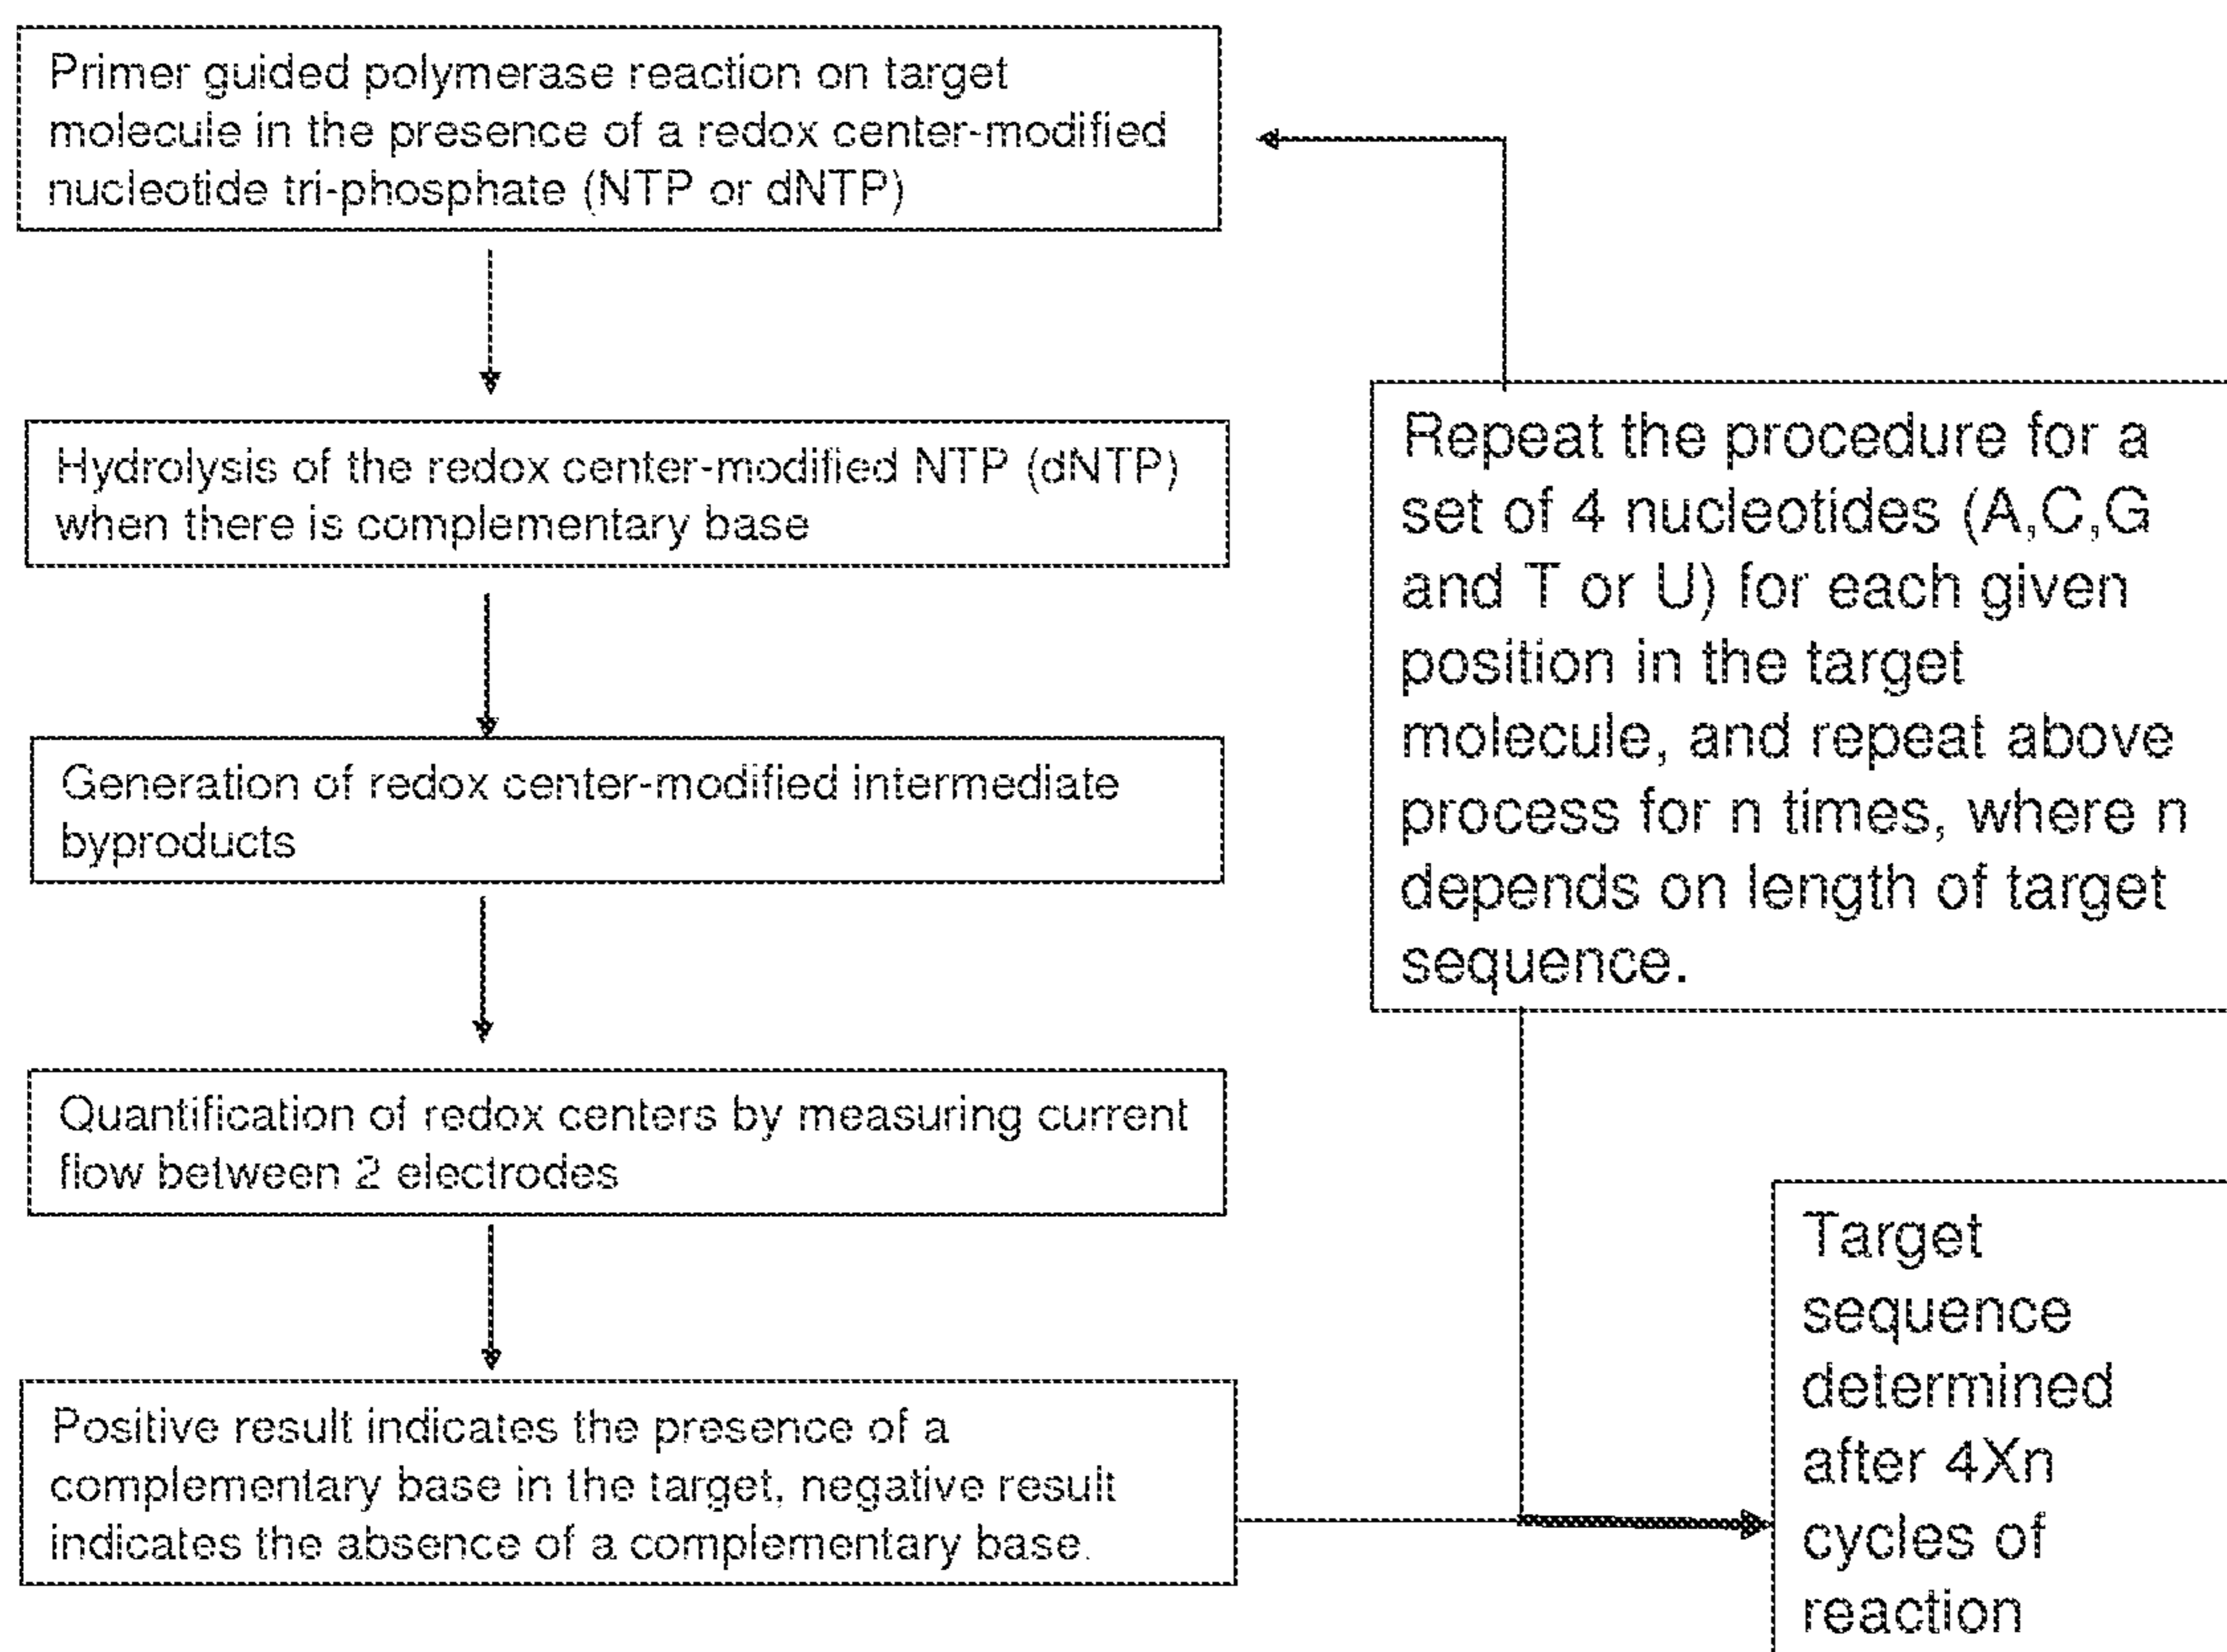 Primer guided polymerase reaction on target
molecule in the presence of a redox center-modified
nucleotide tri-phosphate (NTP or dNTP)
Hydrolysis of the redox center-modified NTP (dNTP)
when there is complementary base
Generation of redox center-modified intermediate
byproducts
Quantification of redox centers by measuring current
flow between 2 electrodes
Positive result indicates the presence of a
complementary base in the target, negative result
indicates the absence of a complementary base.
Repeat the procedure for a
set of 4 nucleotides (A,C,G
and T or U) for each given
position in the target
molecule, and repeat above
process for n times, where n
depends on length of target
sequence.
Target
sequence
determined
after 4Xn
cycles of
reaction